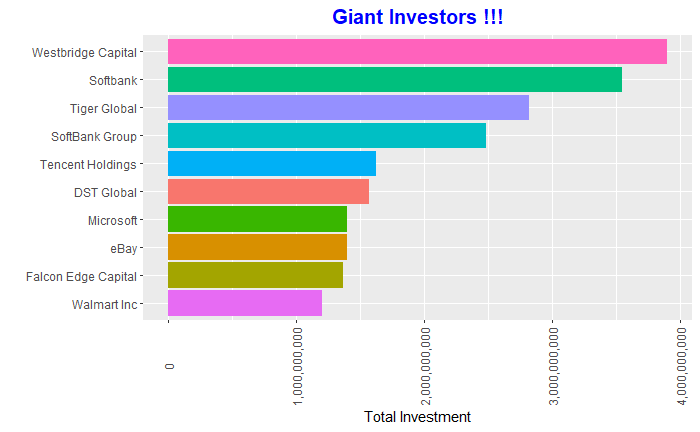 Giant Investors !!!
Westbridge Capital
Softbank
Tiger Global
SoftBank Group
Tencent Holdings
DST Global
Microsoft
eBay
Falcon Edge Capital
Walmart Inc
0
1,000,000,000
2,000,000,000
3,000,000,000
4,000,000,000
Total Investment